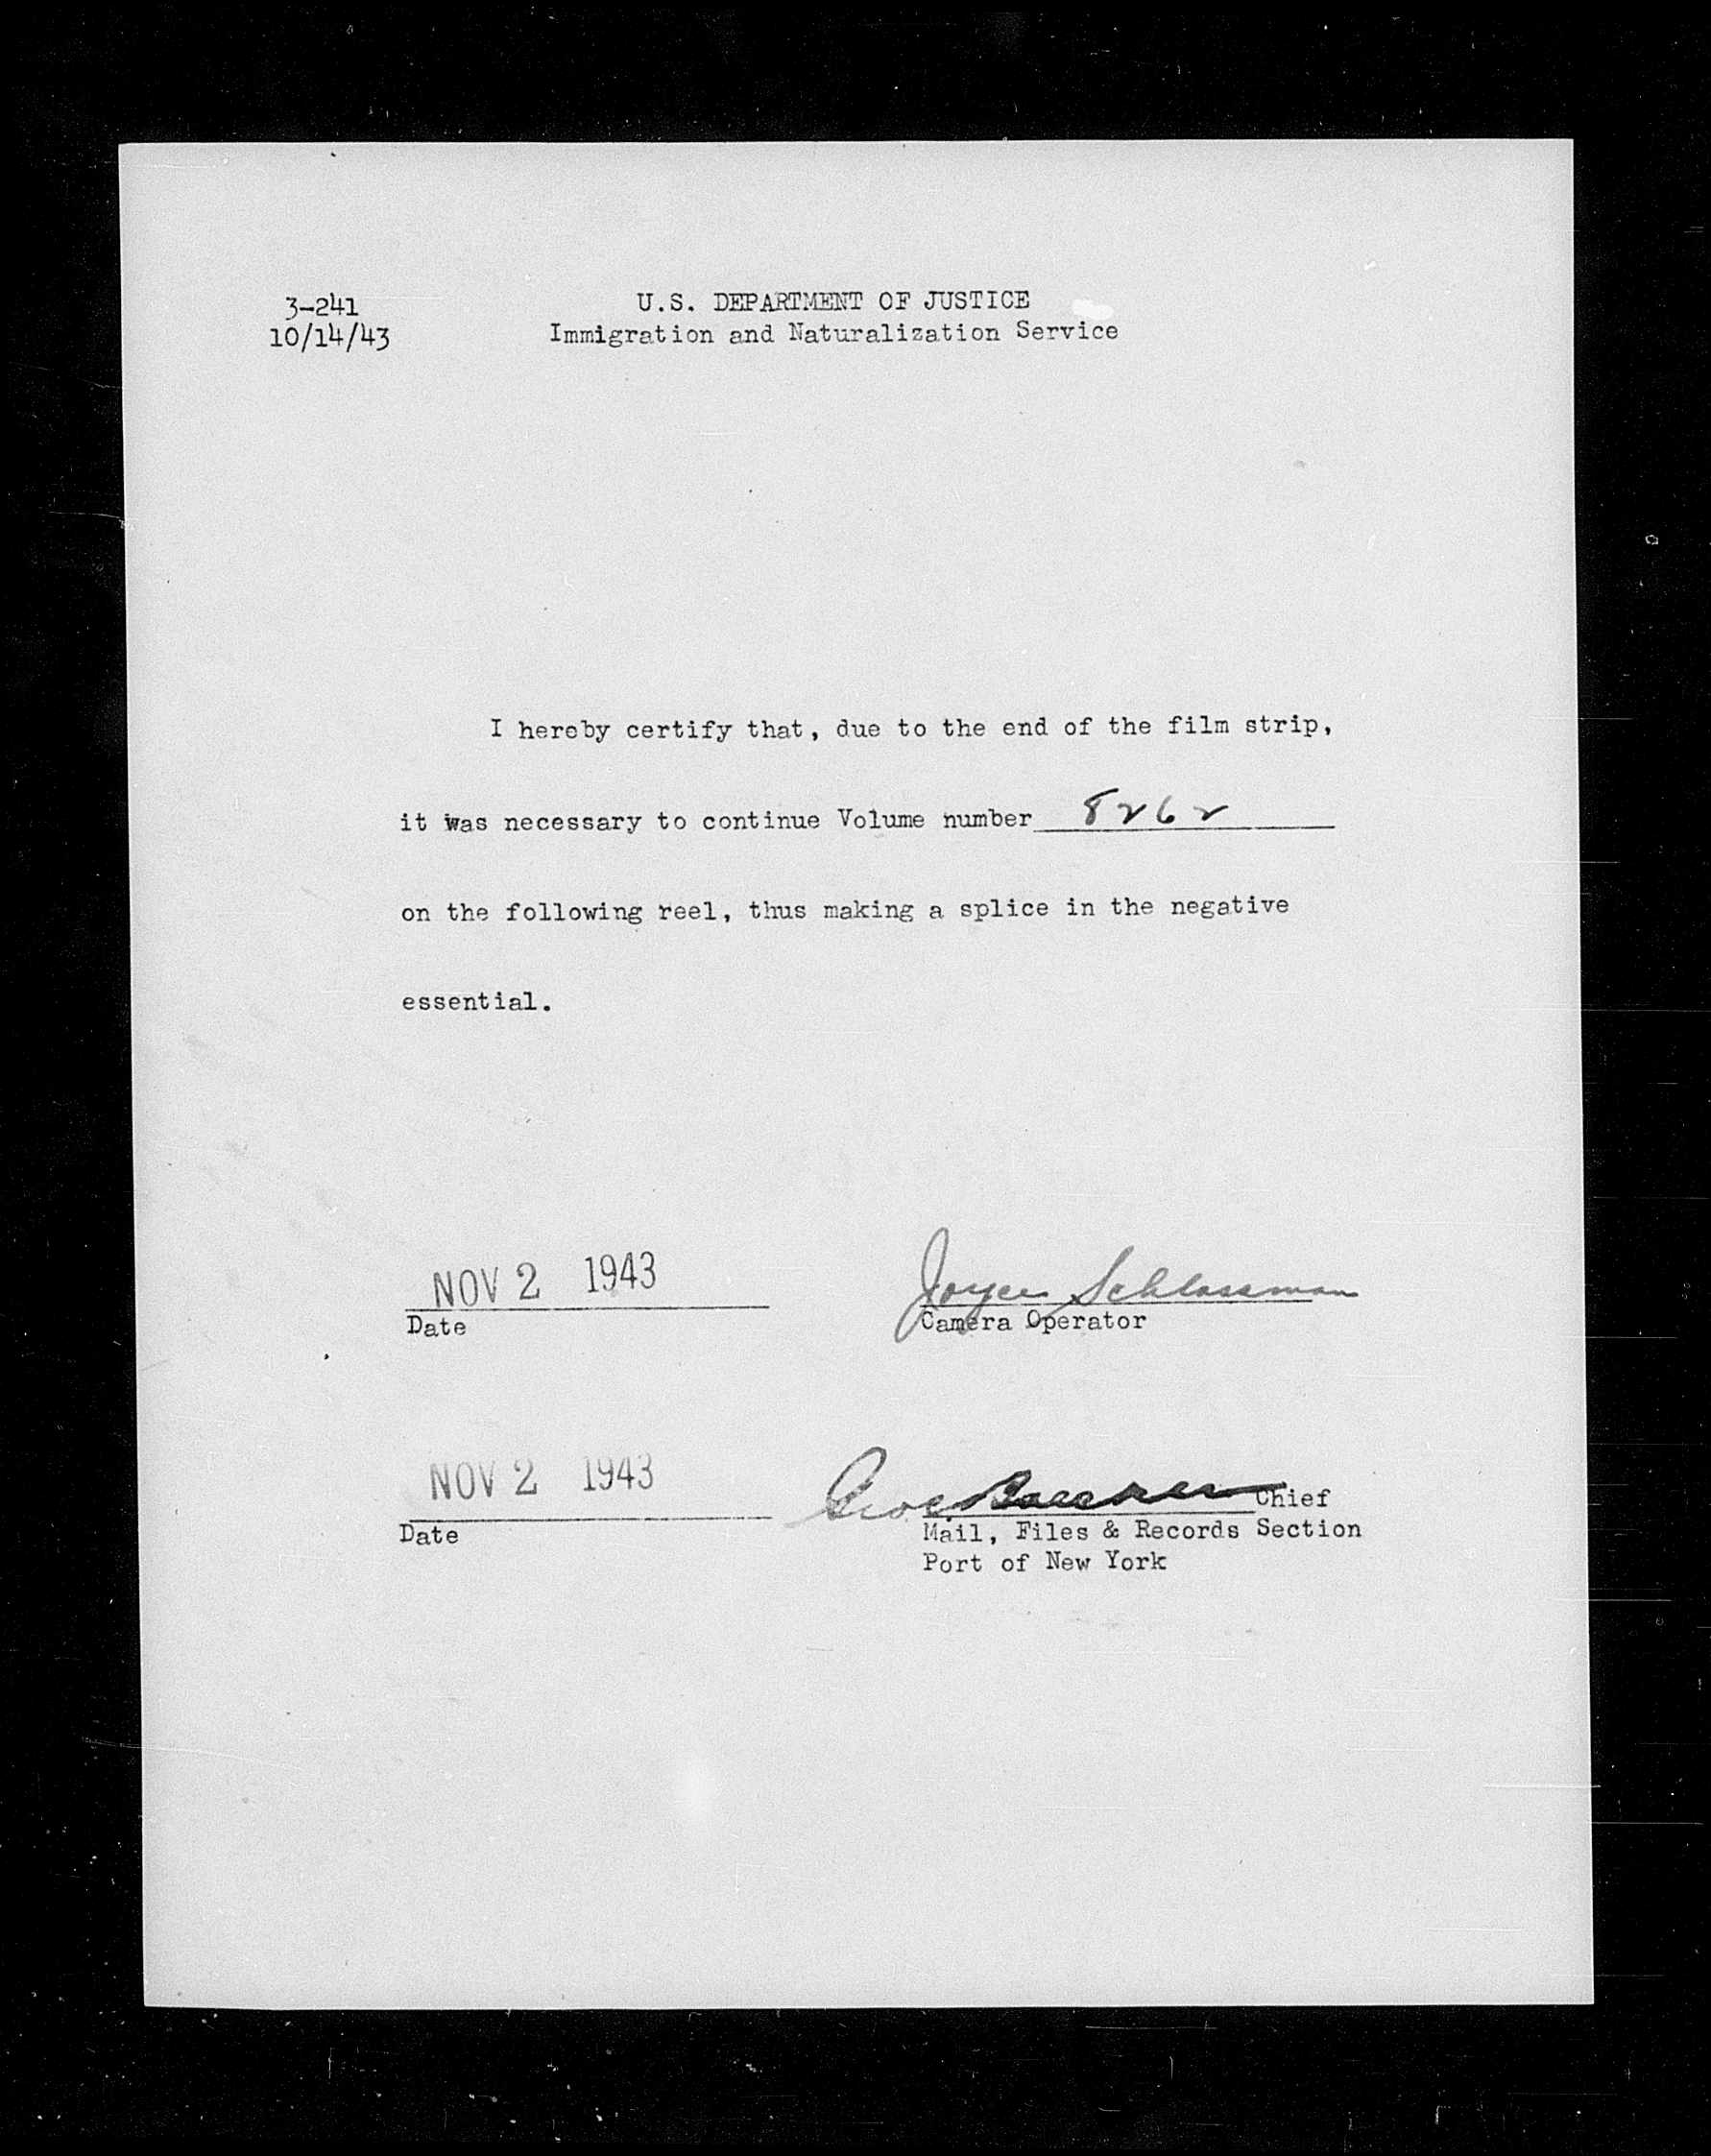 3-241
10/14/43
U.S. DEPARTMENT OF JUSTICE
Immigration and Naturalization Service
I hereby certify that, due to the end of the film strip,
it was necessary to continue Volume number 8262
on the following reel, thus making a splice in the negative
essential.
NOV 2 1943
Date
Joyce Schlossman
Camera Operator
NOV 2 1943
Date
Chief
Mail, Files & Records Section
Port of New York